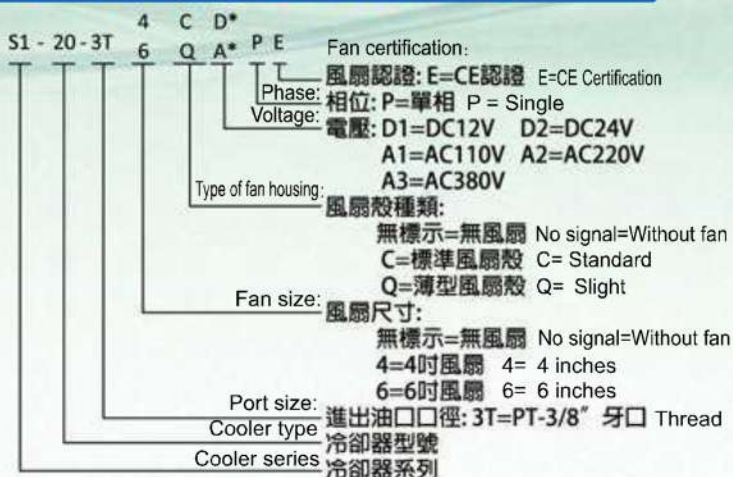 4 C D*
S1 - 20 - 3T 6 Q A* P E
Fan certification:
風扇認證: E=CE認證 E=CE Certification
Phase: 相位: P=單相 P = Single
Voltage: 電壓: D1=DC12V D2=DC24V
A1=AC110V A2=AC220V
A3=AC380V
Type of fan housing: 風扇殼種類:
無標示=無風扇 No signal=Without fan
C=標準風扇殼 C= Standard
Q=薄型風扇殼 Q= Slight
Fan size: 風扇尺寸:
無標示=無風扇 No signal=Without fan
4=4吋風扇 4= 4 inches
6=6吋風扇 6= 6 inches
Port size: 進出油口口徑: 3T=PT-3/8″ 牙口 Thread
Cooler type 冷卻器型號
Cooler series 冷卻器系列